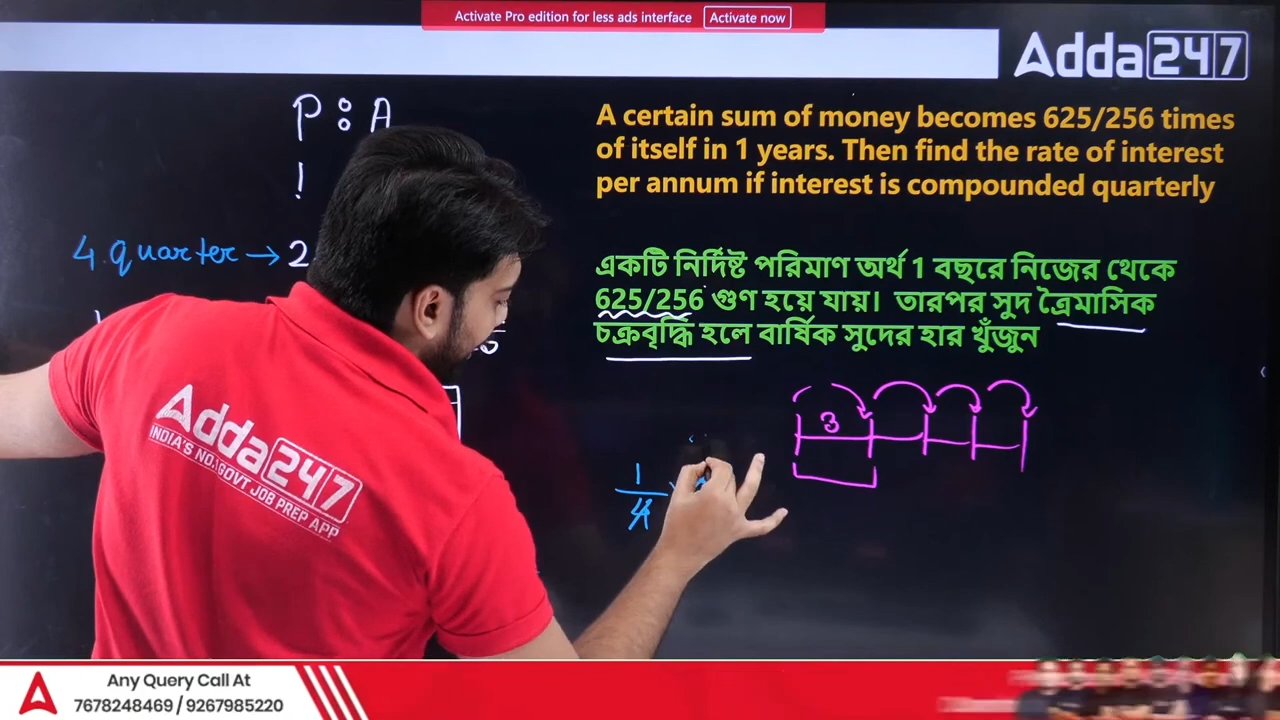 Activate Pro edition for less ads interface Activate now
Adda247
P : A
A certain sum of money becomes 625/256 times
of itself in 1 years. Then find the rate of interest
per annum if interest is compounded quarterly
4 quarter → 2
একটি নির্দিষ্ট পরিমাণ অর্থ 1 বছরে নিজের থেকে
625/256 গুণ হয়ে যায়। তারপর সুদ ত্রৈমাসিক
চক্রবৃদ্ধি হলে বার্ষিক সুদের হার খুঁজুন
3
1
4
Adda247
INDIA'S NO.1 GOVT JOB PREP APP
Any Query Call At
7678248469 / 9267985220